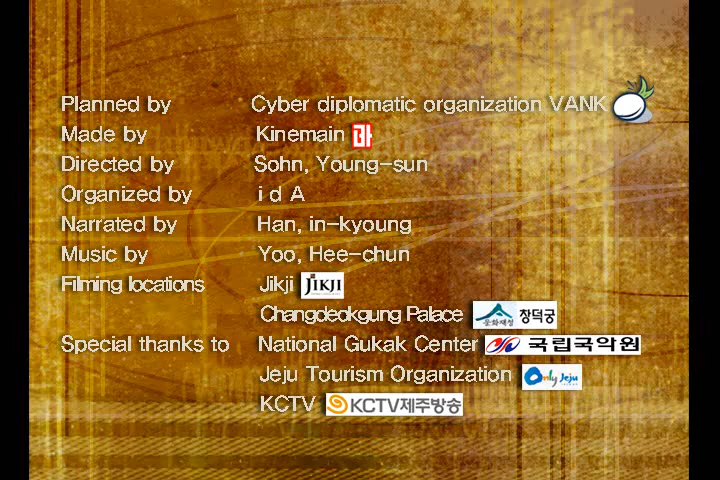 Planned by Cyber diplomatic organization VANK
Made by Kinemain 마
Directed by Sohn, Young-sun
Organized by i d A
Narrated by Han, in-kyoung
Music by Yoo, Hee-chun
Filming locations Jikji JIKJI
Changdeokgung Palace 문화재청 창덕궁
Special thanks to National Gukak Center 국립국악원
Jeju Tourism Organization Only Jeju
KCTV KCTV제주방송